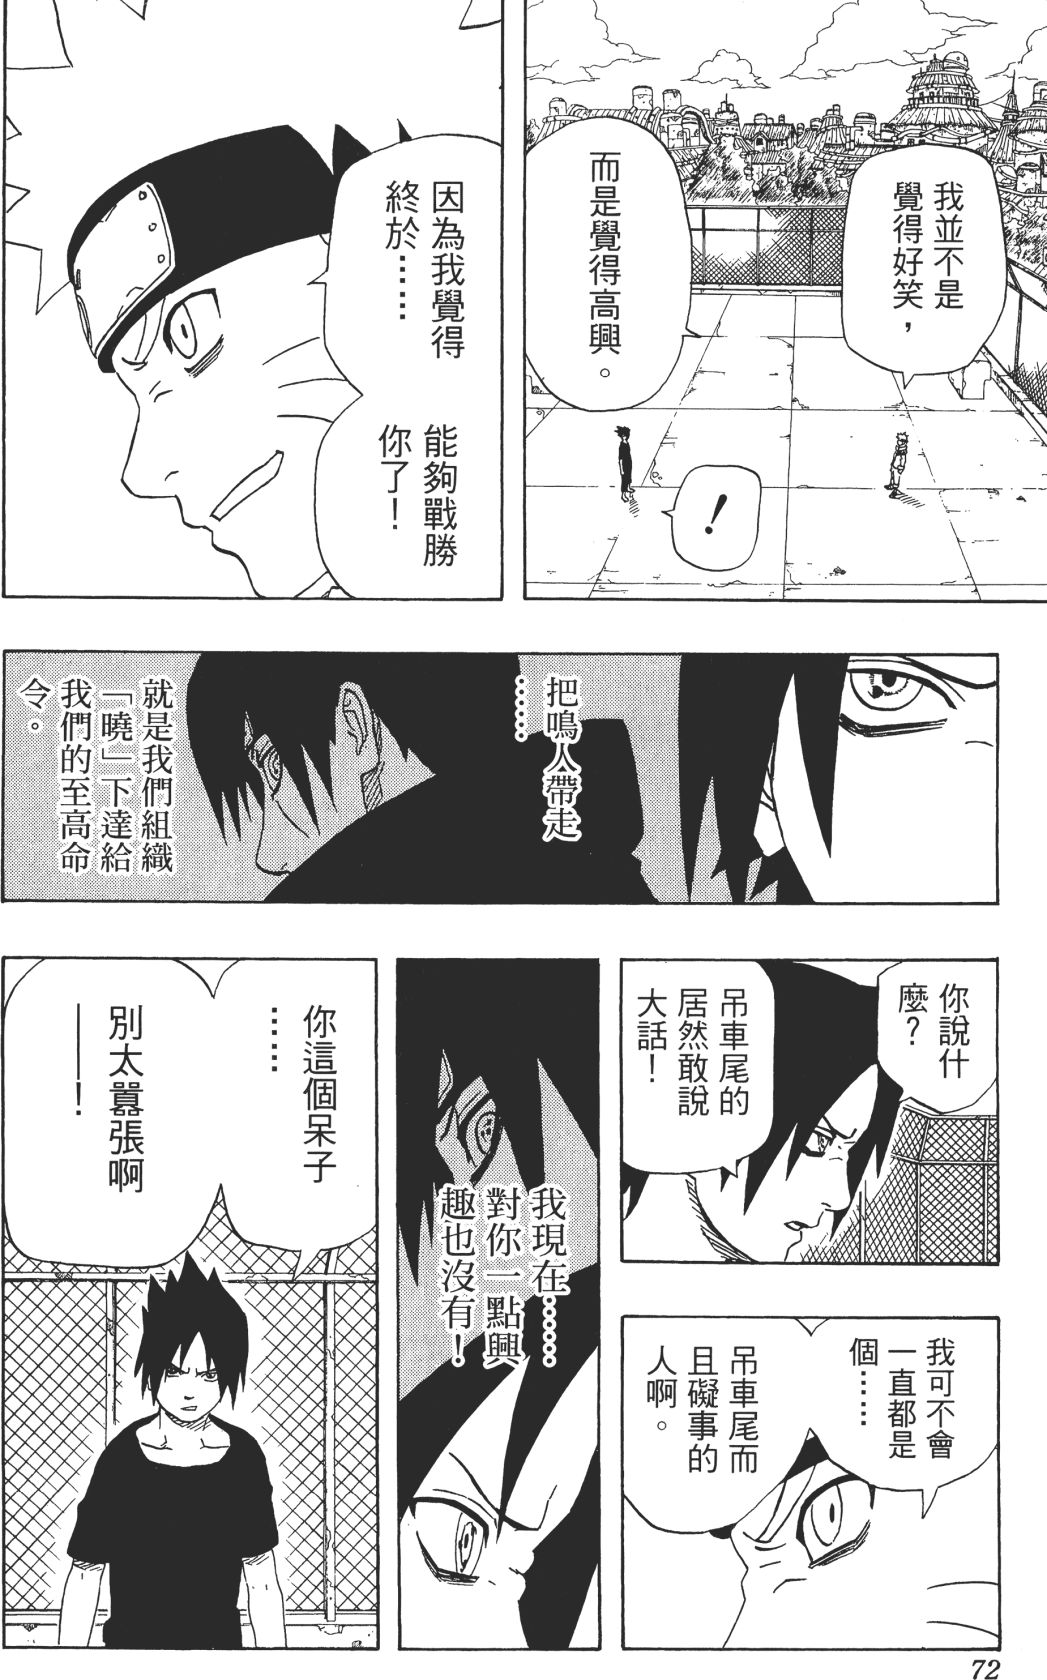 我並不是
覺得好笑，
而是覺得高興。
！
因為我覺得
終於……
能夠戰勝
你了！
把鳴人帶走
……
就是我們組織
「曉」下達給
我們的至高命
令。
你說什
麼？
吊車尾的
居然敢說
大話！
我可不會
一直都是
個……
吊車尾而
且礙事的
人啊。
我現在……
對你一點興
趣也沒有！
你這個呆子
……
別太囂張啊
——！
72